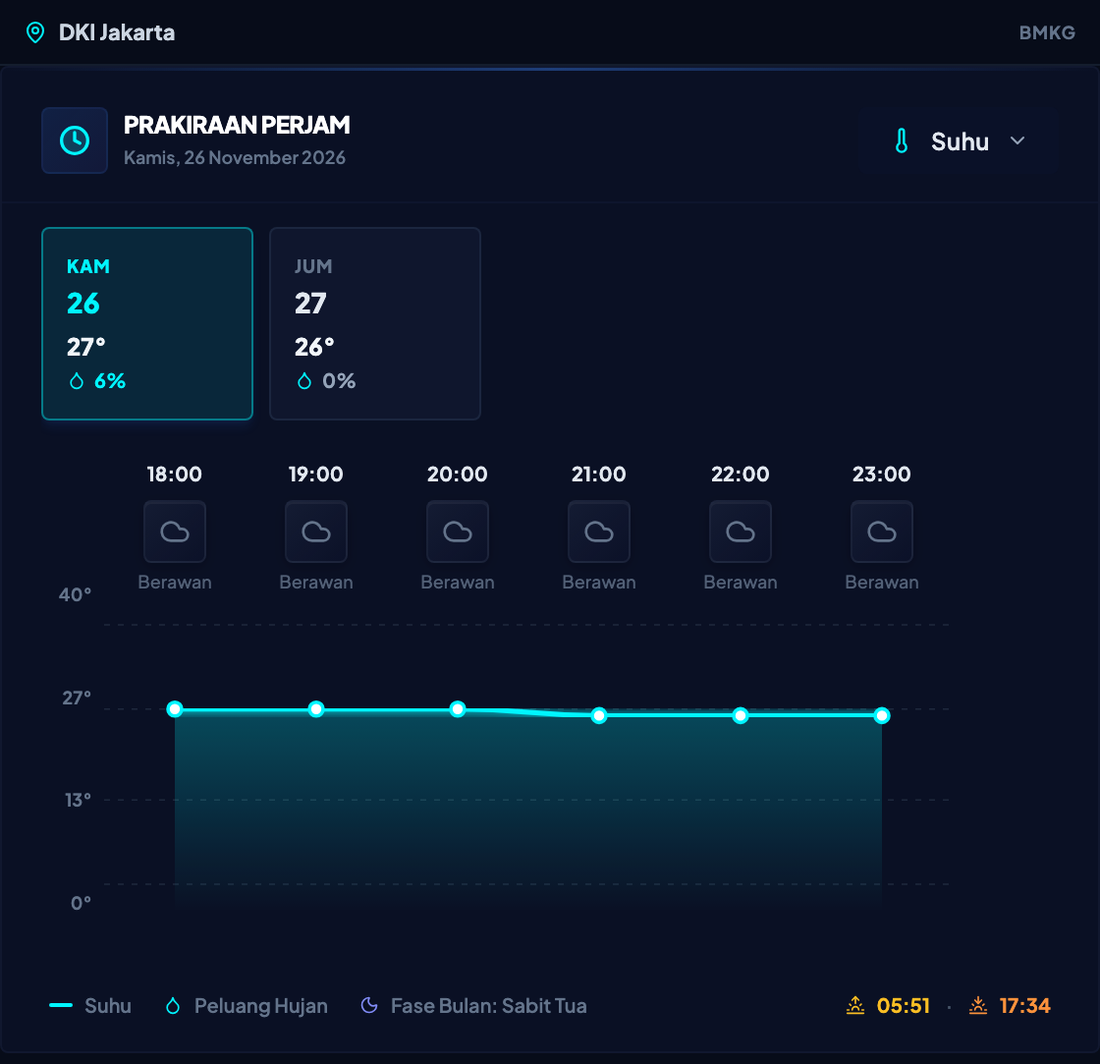 DKI Jakarta
BMKG
PRAKIRAAN PERJAM
Kamis, 26 November 2026
Suhu
KAM
26
27°
6%
JUM
27
26°
0%
18:00 19:00 20:00 21:00 22:00 23:00
Berawan Berawan Berawan Berawan Berawan Berawan
40°
27°
13°
0°
Suhu Peluang Hujan Fase Bulan: Sabit Tua 05:51 · 17:34